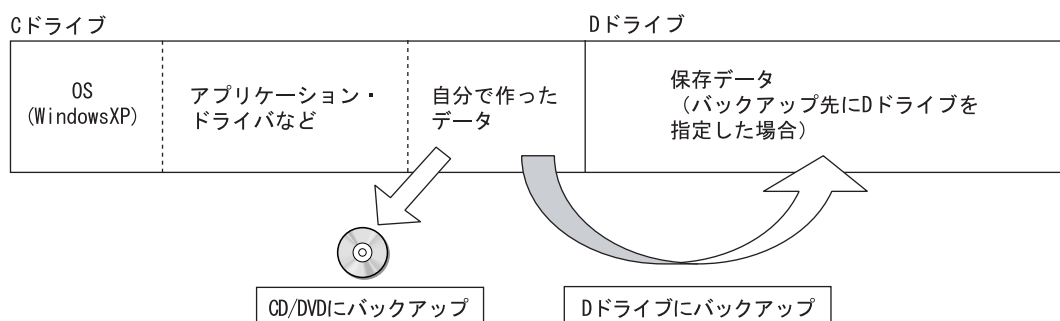 Cドライブ
Dドライブ
OS
(WindowsXP)
アプリケーション・
ドライバなど
自分で作った
データ
保存データ
(バックアップ先にDドライブを
指定した場合)
CD/DVDにバックアップ
Dドライブにバックアップ